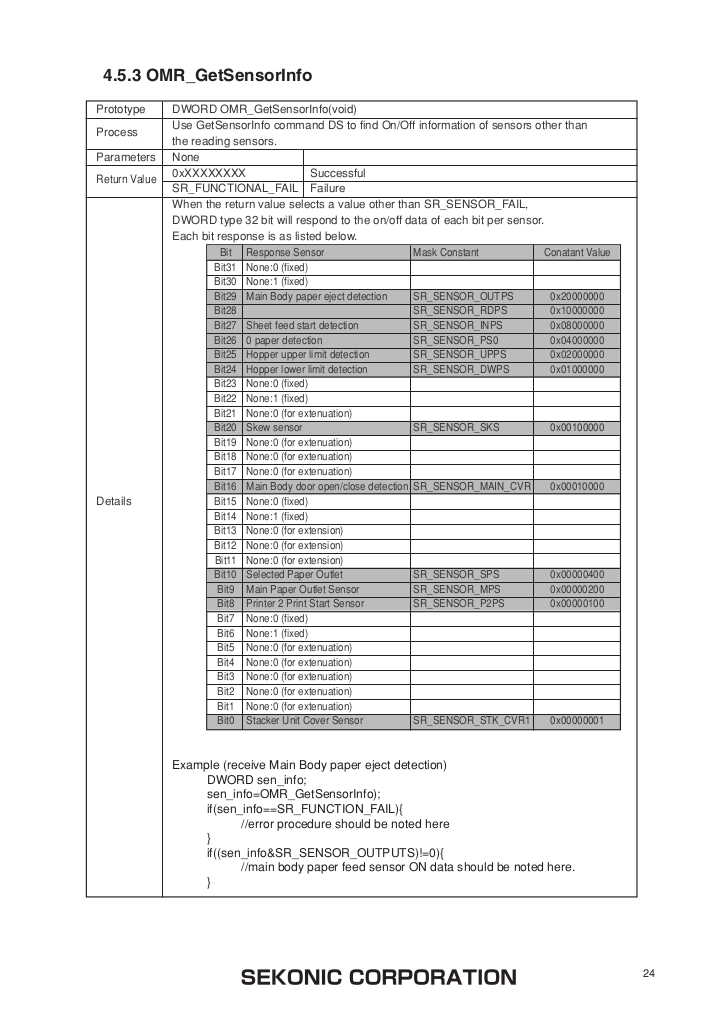 4.5.3 OMR_GetSensorInfo
Prototype DWORD OMR_GetSensorInfo(void)
Process Use GetSensorInfo command DS to find On/Off information of sensors other than
the reading sensors.
Parameters None
Return Value 0xXXXXXXXX Successful
SR_FUNCTIONAL_FAIL Failure
Details
When the return value selects a value other than SR_SENSOR_FAIL,
DWORD type 32 bit will respond to the on/off data of each bit per sensor.
Each bit response is as listed below.
Bit Response Sensor Mask Constant Conatant Value
Bit31 None:0 (fixed)
Bit30 None:1 (fixed)
Bit29 Main Body paper eject detection SR_SENSOR_OUTPS 0x20000000
Bit28 SR_SENSOR_RDPS 0x10000000
Bit27 Sheet feed start detection SR_SENSOR_INPS 0x08000000
Bit26 0 paper detection SR_SENSOR_PS0 0x04000000
Bit25 Hopper upper limit detection SR_SENSOR_UPPS 0x02000000
Bit24 Hopper lower limit detection SR_SENSOR_DWPS 0x01000000
Bit23 None:0 (fixed)
Bit22 None:1 (fixed)
Bit21 None:0 (for extenuation)
Bit20 Skew sensor SR_SENSOR_SKS 0x00100000
Bit19 None:0 (for extenuation)
Bit18 None:0 (for extenuation)
Bit17 None:0 (for extenuation)
Bit16 Main Body door open/close detection SR_SENSOR_MAIN_CVR 0x00010000
Bit15 None:0 (fixed)
Bit14 None:1 (fixed)
Bit13 None:0 (for extension)
Bit12 None:0 (for extension)
Bit11 None:0 (for extension)
Bit10 Selected Paper Outlet SR_SENSOR_SPS 0x00000400
Bit9 Main Paper Outlet Sensor SR_SENSOR_MPS 0x00000200
Bit8 Printer 2 Print Start Sensor SR_SENSOR_P2PS 0x00000100
Bit7 None:0 (fixed)
Bit6 None:1 (fixed)
Bit5 None:0 (for extenuation)
Bit4 None:0 (for extenuation)
Bit3 None:0 (for extenuation)
Bit2 None:0 (for extenuation)
Bit1 None:0 (for extenuation)
Bit0 Stacker Unit Cover Sensor SR_SENSOR_STK_CVR1 0x00000001
Example (receive Main Body paper eject detection)
DWORD sen_info;
sen_info=OMR_GetSensorInfo);
if(sen_info==SR_FUNCTION_FAIL){
//error procedure should be noted here
}
if((sen_info&SR_SENSOR_OUTPUTS)!=0){
//main body paper feed sensor ON data should be noted here.
}
SEKONIC CORPORATION
24